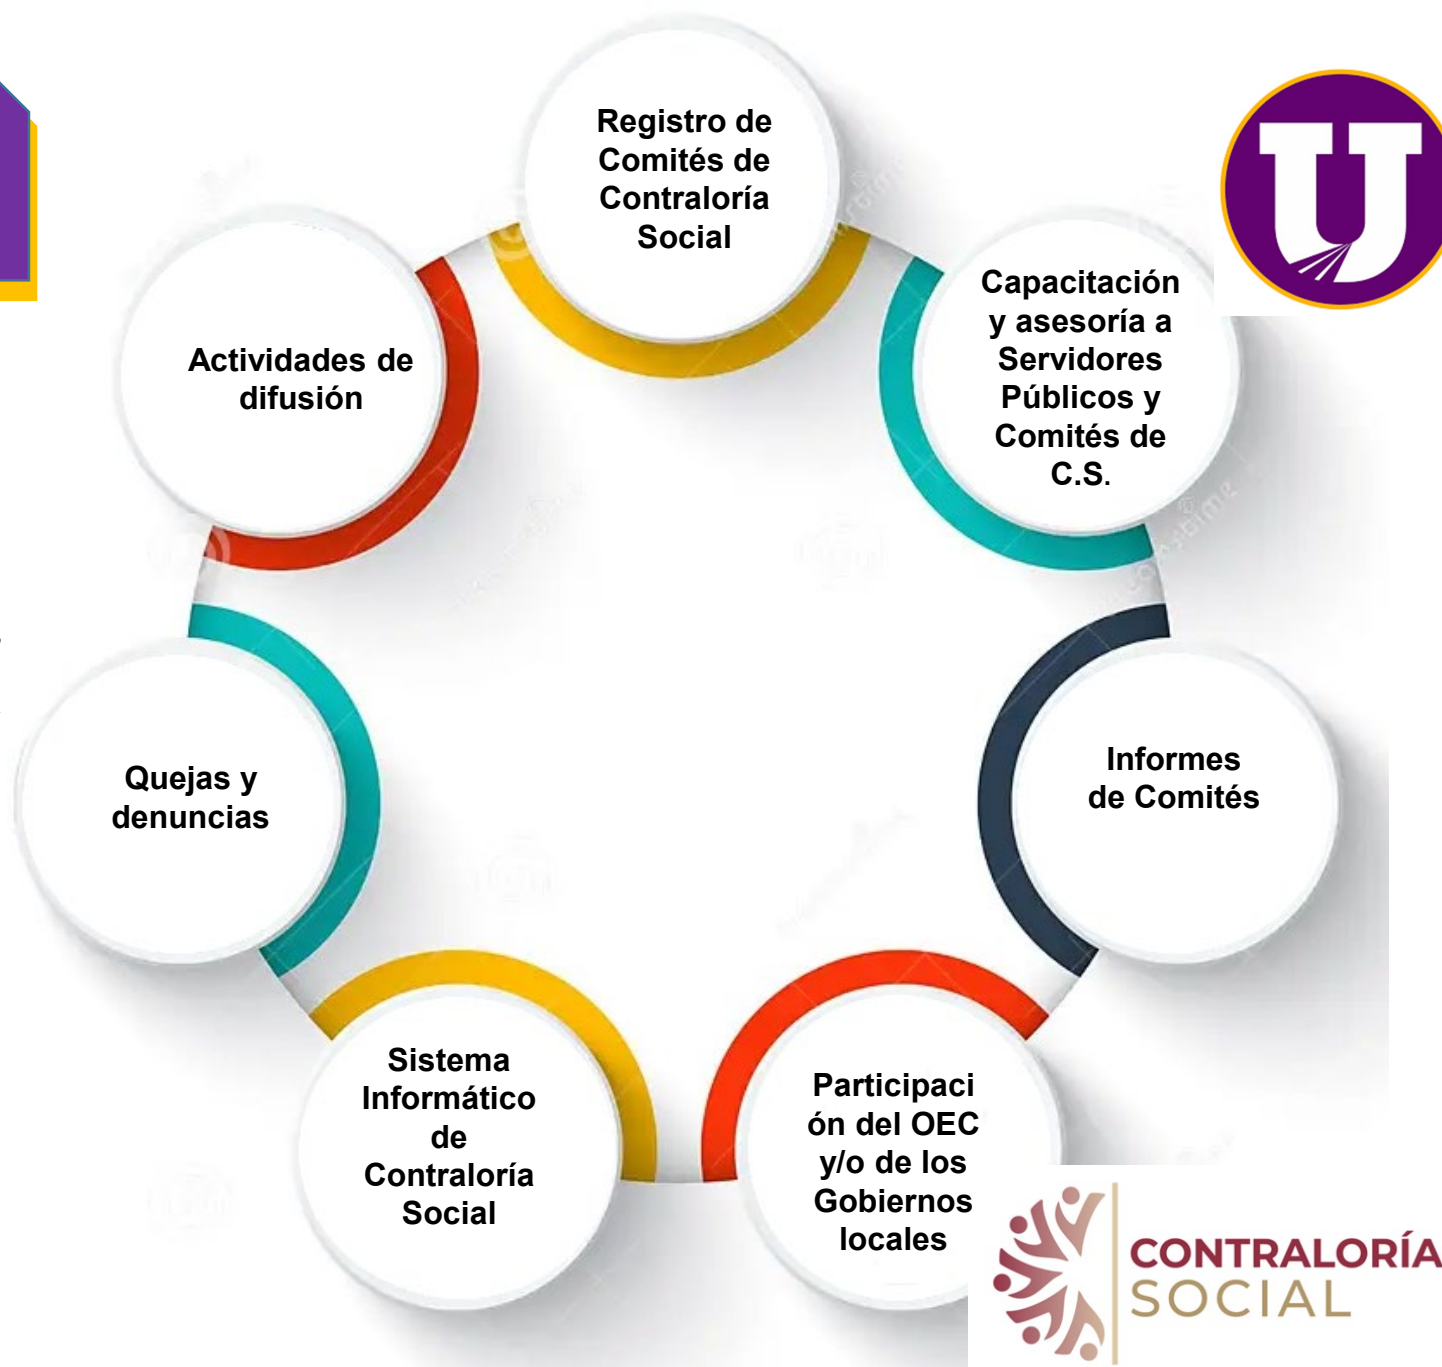 Registro de
Comités de
Contraloría
Social
Capacitación
y asesoría a
Servidores
Públicos y
Comités de
C.S.
Informes
de Comités
Participaci
ón del OEC
y/o de los
Gobiernos
locales
Sistema
Informático
de
Contraloría
Social
Quejas y
denuncias
Actividades de
difusión
U
CONTRALORÍA
SOCIAL